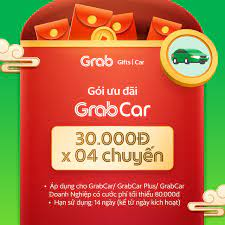 Grab Gifts | Car
Gói ưu đãi
GrabCar
30.000Đ
x 04 chuyến
• Áp dụng cho GrabCar/ GrabCar Plus/ GrabCar
Doanh Nghiệp có cước phí tối thiểu 80.000đ
• Hạn sử dụng: 14 ngày (kể từ ngày kích hoạt)